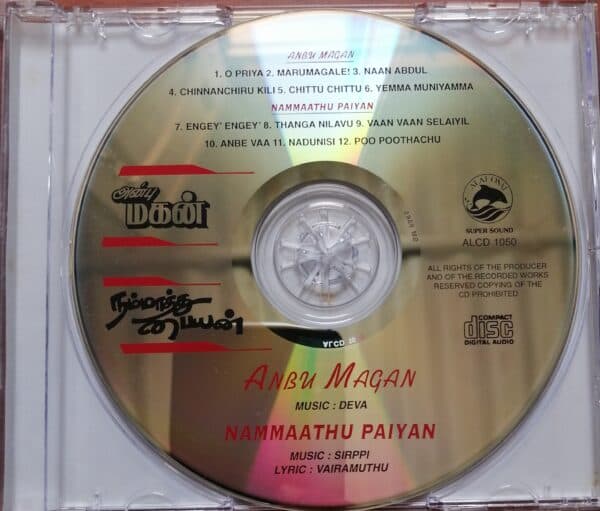 ANBU MAGAN
1. O PRIYA 2. MARUMAGALE! 3. NAAN ABDUL
4. CHINNANCHIRU KILI 5. CHITTU CHITTU 6. YEMMA MUNIYAMMA
NAMMAATHU PAIYAN
7. ENGEY' ENGEY' 8. THANGA NILAVU 9. VAAN VAAN SELAIYIL
10. ANBE VAA 11. NADUNISI 12. POO POOTHACHU
அன்பு
மகன்
SUPER SOUND
ALCD 1050
ALL RIGHTS OF THE PRODUCER
AND OF THE RECORDED WORKS
RESERVED COPYING OF THE
CD PROHIBITED
நம்மாத்து
பையன்
COMPACT
disc
DIGITAL AUDIO
ANBU MAGAN
MUSIC : DEVA
NAMMAATHU PAIYAN
MUSIC : SIRPPI
LYRIC : VAIRAMUTHU